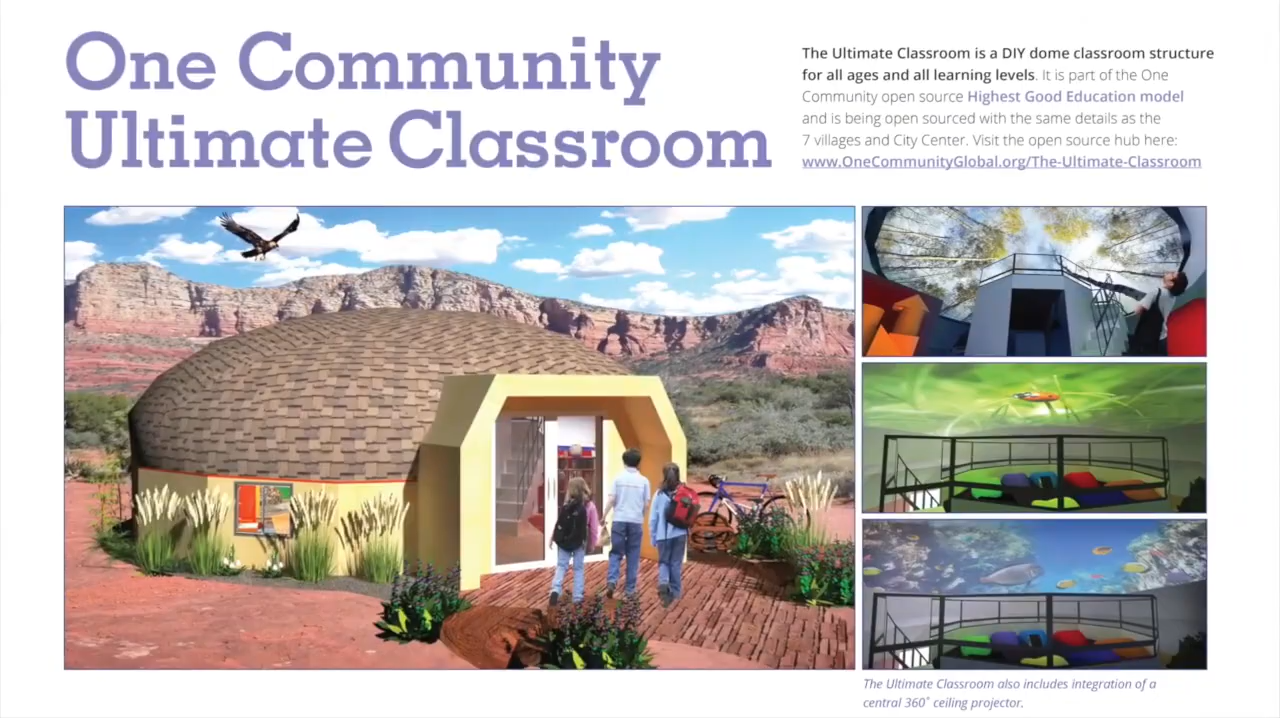 One Community
Ultimate Classroom
The Ultimate Classroom is a DIY dome classroom structure
for all ages and all learning levels. It is part of the One
Community open source Highest Good Education model
and is being open sourced with the same details as the
7 villages and City Center. Visit the open source hub here:
www.OneCommunityGlobal.org/The-Ultimate-Classroom
The Ultimate Classroom also includes integration of a
central 360˚ ceiling projector.